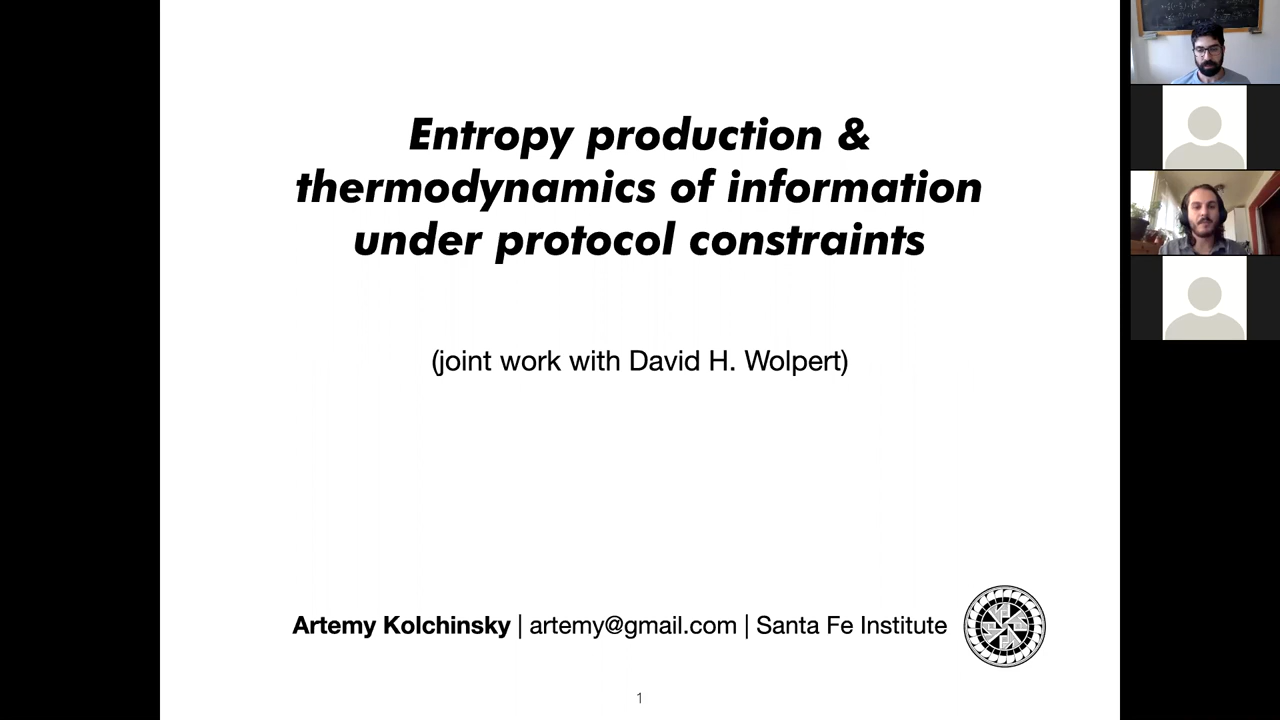 Entropy production &
thermodynamics of information
under protocol constraints
(joint work with David H. Wolpert)
Artemy Kolchinsky | artemy@gmail.com | Santa Fe Institute
1